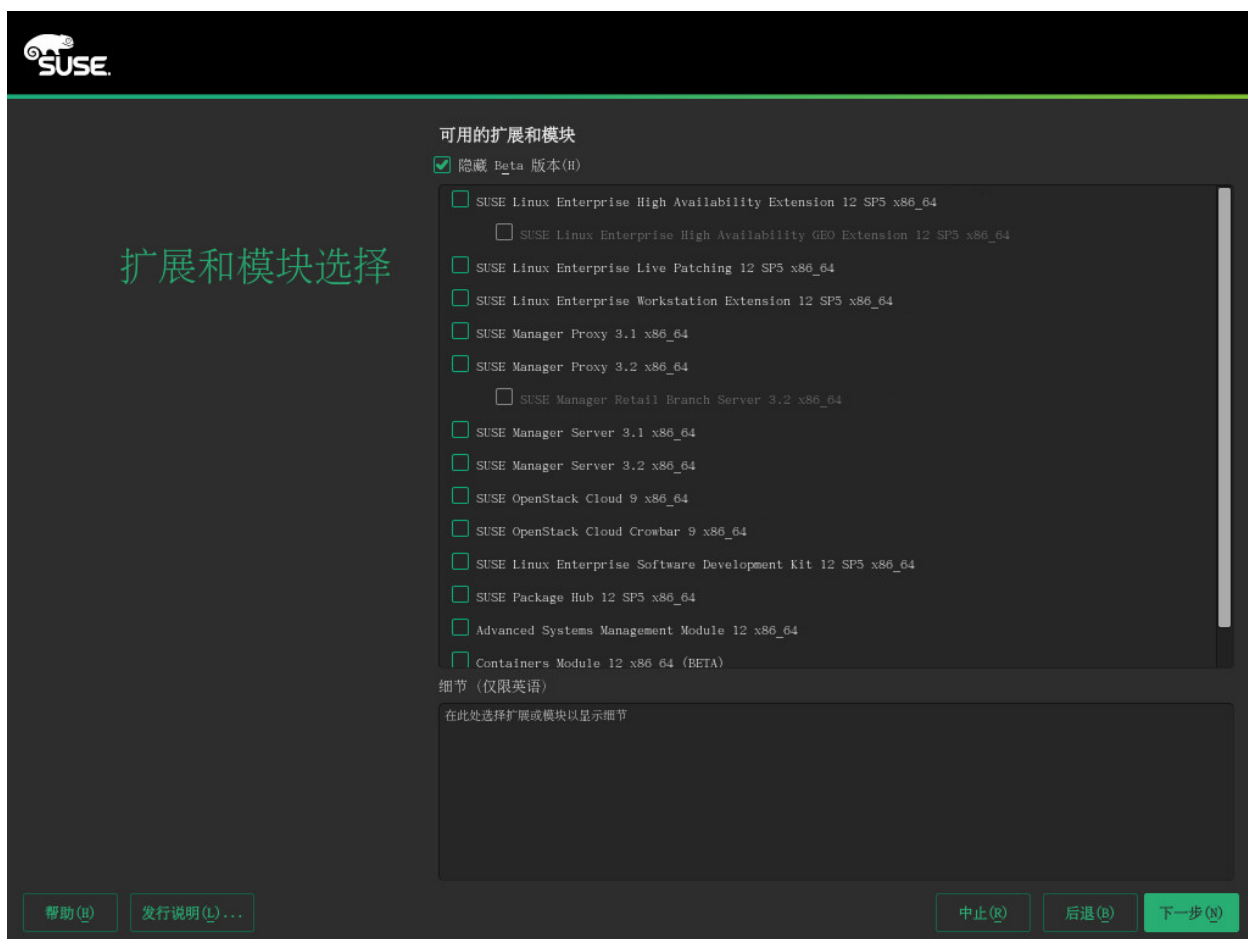 SUSE.
可用的扩展和模块
隐藏 Beta 版本(H)
扩展和模块选择
SUSE Linux Enterprise High Availability Extension 12 SP5 x86_64
SUSE Linux Enterprise High Availability GEO Extension 12 SP5 x86_64
SUSE Linux Enterprise Live Patching 12 SP5 x86_64
SUSE Linux Enterprise Workstation Extension 12 SP5 x86_64
SUSE Manager Proxy 3.1 x86_64
SUSE Manager Proxy 3.2 x86_64
SUSE Manager Retail Branch Server 3.2 x86_64
SUSE Manager Server 3.1 x86_64
SUSE Manager Server 3.2 x86_64
SUSE OpenStack Cloud 9 x86_64
SUSE OpenStack Cloud Crowbar 9 x86_64
SUSE Linux Enterprise Software Development Kit 12 SP5 x86_64
SUSE Package Hub 12 SP5 x86_64
Advanced Systems Management Module 12 x86_64
Containers Module 12 x86_64 (BETA)
细节（仅限英语）
在此处选择扩展或模块以显示细节
帮助(H)
发行说明(L)...
中止(R)
后退(B)
下一步(N)